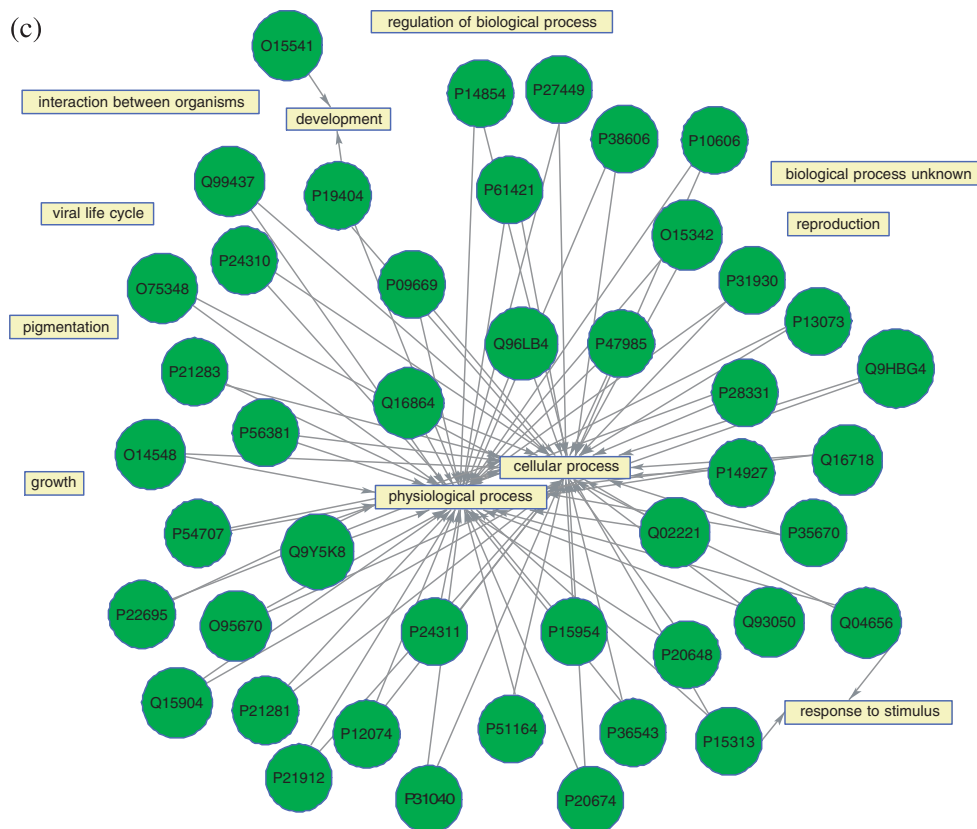 (c)
regulation of biological process
O15541
P14854
P27449
interaction between organisms
development
P38606
P10606
Q99437
P19404
P61421
biological process unknown
viral life cycle
O15342
reproduction
P24310
O75348
P09669
P31930
pigmentation
P13073
Q96LB4
P47985
P21283
Q9HBG4
P28331
Q16864
P56381
O14548
cellular process
P14927
Q16718
growth
physiological process
P54707
Q9Y5K8
Q02221
P35670
P22695
O95670
P24311
P15954
Q93050
Q04656
P20648
Q15904
P21281
P12074
P51164
P36543
P15313
response to stimulus
P21912
P31040
P20674